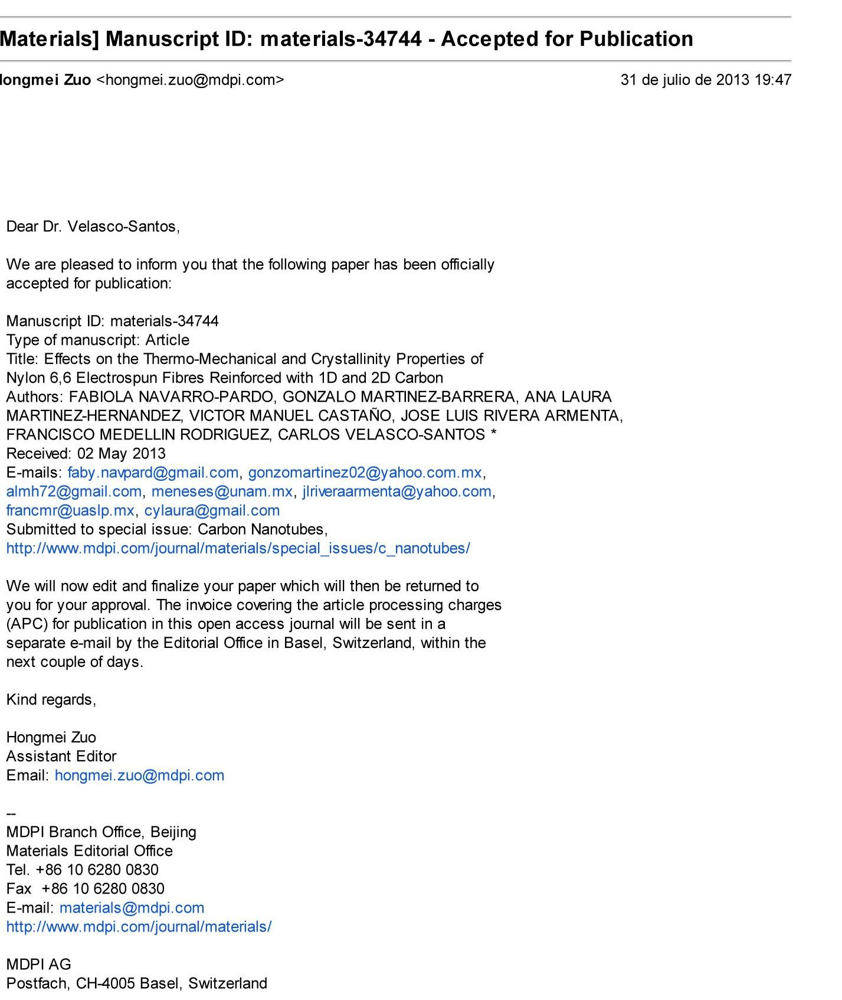 Materials] Manuscript ID: materials-34744 - Accepted for Publication
ongmei Zuo <hongmei.zuo@mdpi.com> 31 de julio de 2013 19:47
Dear Dr. Velasco-Santos,
We are pleased to inform you that the following paper has been officially
accepted for publication:
Manuscript ID: materials-34744
Type of manuscript: Article
Title: Effects on the Thermo-Mechanical and Crystallinity Properties of
Nylon 6,6 Electrospun Fibres Reinforced with 1D and 2D Carbon
Authors: FABIOLA NAVARRO-PARDO, GONZALO MARTINEZ-BARRERA, ANA LAURA
MARTINEZ-HERNANDEZ, VICTOR MANUEL CASTAÑO, JOSE LUIS RIVERA ARMENTA,
FRANCISCO MEDELLIN RODRIGUEZ, CARLOS VELASCO-SANTOS *
Received: 02 May 2013
E-mails: faby.navpard@gmail.com, gonzomartinez02@yahoo.com.mx,
almh72@gmail.com, meneses@unam.mx, jlriveraarmenta@yahoo.com,
francmr@uaslp.mx, cylaura@gmail.com
Submitted to special issue: Carbon Nanotubes,
http://www.mdpi.com/journal/materials/special_issues/c_nanotubes/
We will now edit and finalize your paper which will then be returned to
you for your approval. The invoice covering the article processing charges
(APC) for publication in this open access journal will be sent in a
separate e-mail by the Editorial Office in Basel, Switzerland, within the
next couple of days.
Kind regards,
Hongmei Zuo
Assistant Editor
Email: hongmei.zuo@mdpi.com
--
MDPI Branch Office, Beijing
Materials Editorial Office
Tel. +86 10 6280 0830
Fax +86 10 6280 0830
E-mail: materials@mdpi.com
http://www.mdpi.com/journal/materials/
MDPI AG
Postfach, CH-4005 Basel, Switzerland